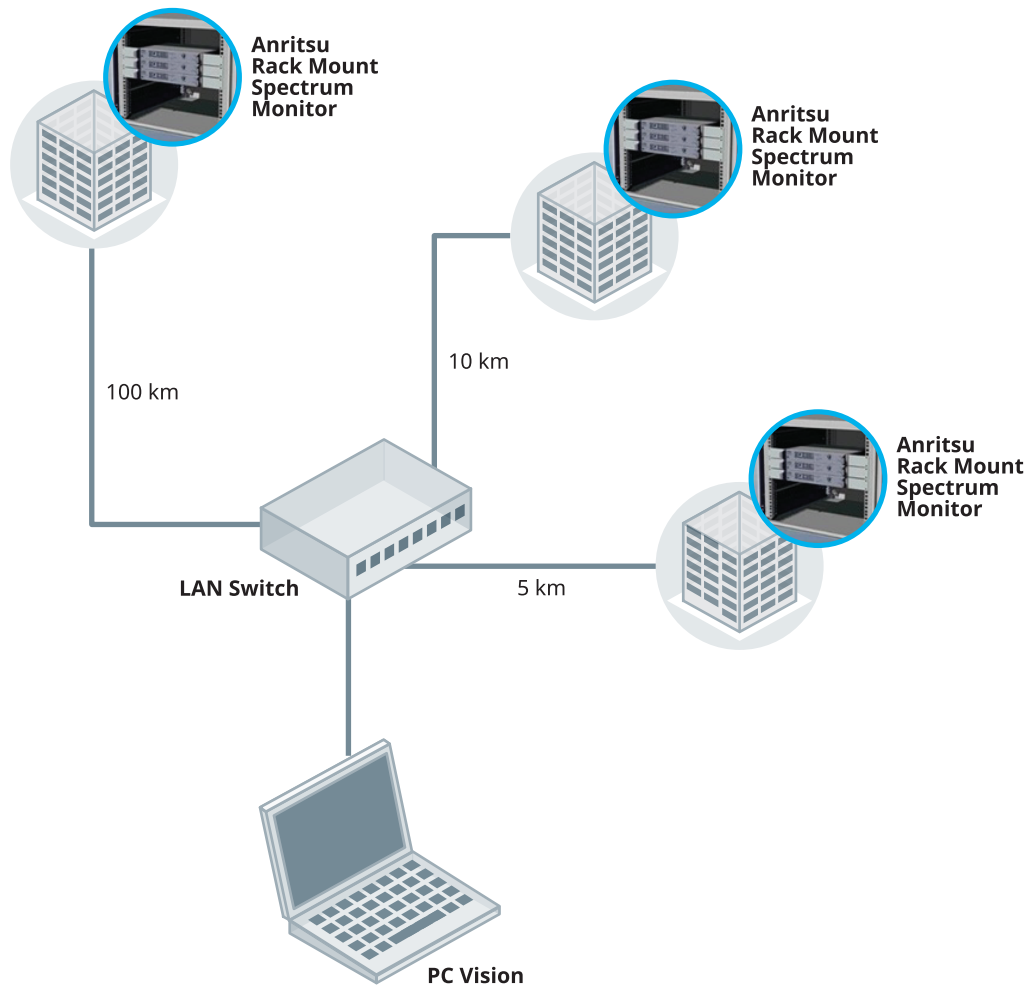 Anritsu
Rack Mount
Spectrum
Monitor
Anritsu
Rack Mount
Spectrum
Monitor
10 km
100 km
Anritsu
Rack Mount
Spectrum
Monitor
LAN Switch
5 km
PC Vision